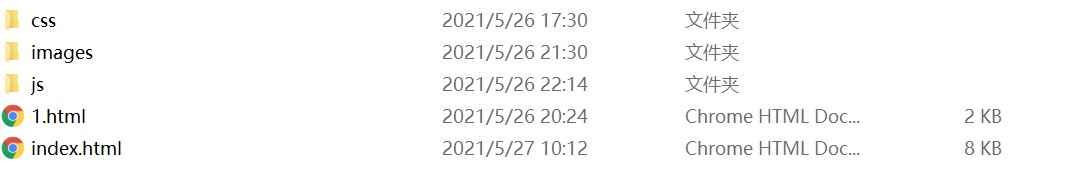 css 2021/5/26 17:30 文件夹
images 2021/5/26 21:30 文件夹
js 2021/5/26 22:14 文件夹
1.html 2021/5/26 20:24 Chrome HTML Doc... 2 KB
index.html 2021/5/27 10:12 Chrome HTML Doc... 8 KB